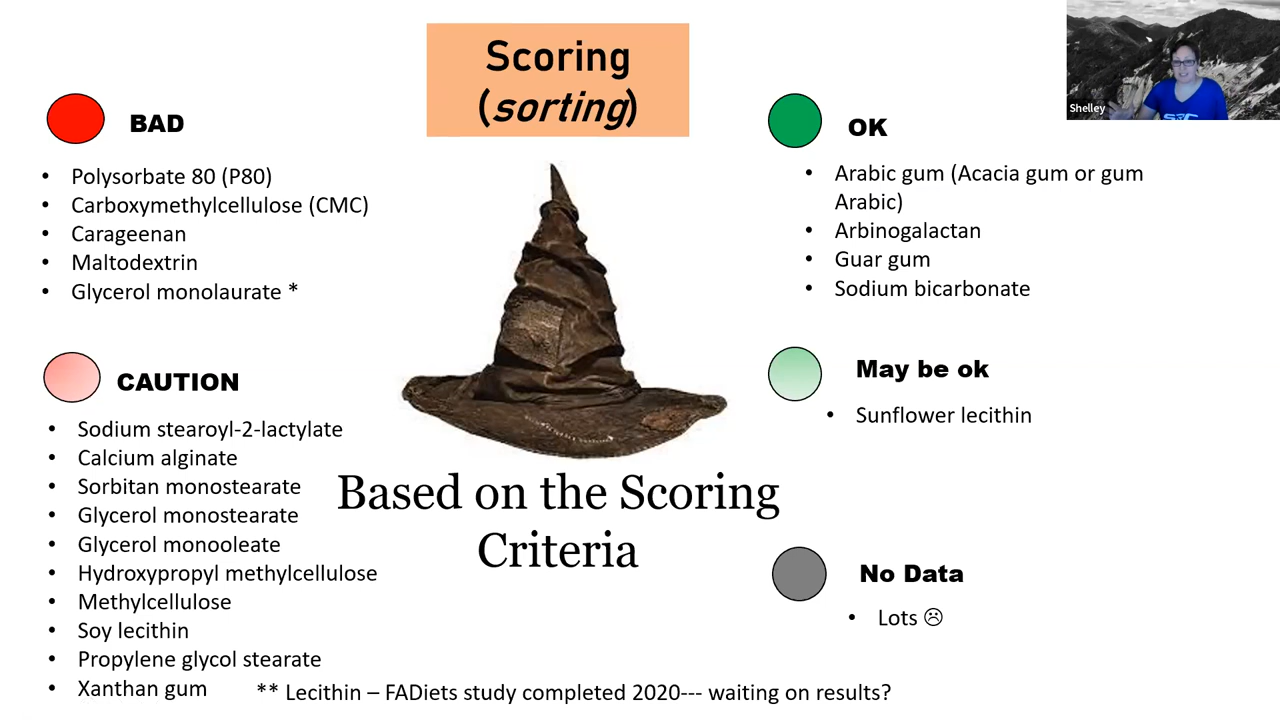 Scoring
(sorting)
Shelley
BAD
• Polysorbate 80 (P80)
• Carboxymethylcellulose (CMC)
• Carageenan
• Maltodextrin
• Glycerol monolaurate *
CAUTION
• Sodium stearoyl-2-lactylate
• Calcium alginate
• Sorbitan monostearate
• Glycerol monostearate
• Glycerol monooleate
• Hydroxypropyl methylcellulose
• Methylcellulose
• Soy lecithin
• Propylene glycol stearate
• Xanthan gum
Based on the Scoring
Criteria
OK
• Arabic gum (Acacia gum or gum
Arabic)
• Arbinogalactan
• Guar gum
• Sodium bicarbonate
May be ok
• Sunflower lecithin
No Data
• Lots ☹
** Lecithin – FADiets study completed 2020--- waiting on results?